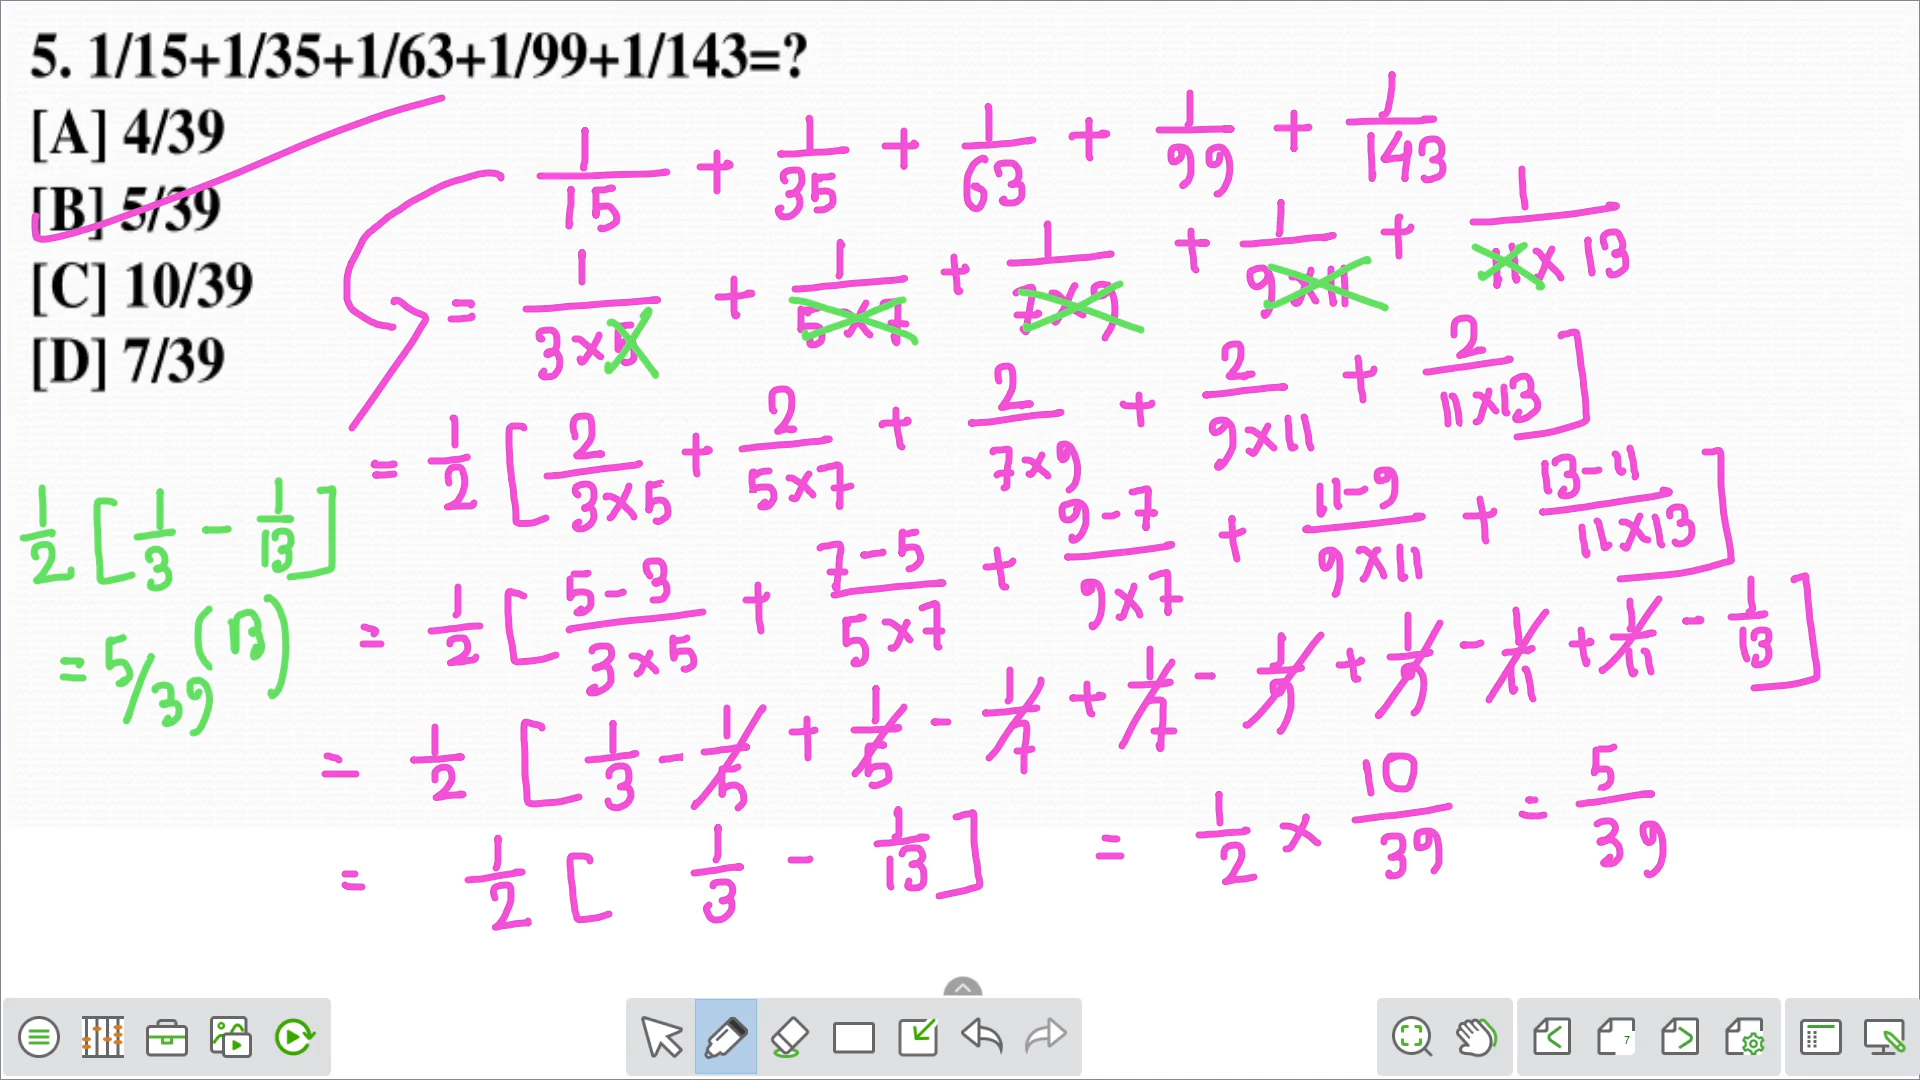 5. 1/15+1/35+1/63+1/99+1/143=?
[A] 4/39
[B] 5/39
[C] 10/39
[D] 7/39
1/15 + 1/35 + 1/63 + 1/99 + 1/143
= 1/3×5 + 1/5×7 + 1/7×9 + 1/9×11 + 1/11×13
= 1/2 [ 2/3×5 + 2/5×7 + 2/7×9 + 2/9×11 + 2/11×13 ]
= 1/2 [ 5-3/3×5 + 7-5/5×7 + 9-7/9×7 + 11-9/9×11 + 13-11/11×13 ]
= 1/2 [ 1/3 - 1/5 + 1/5 - 1/7 + 1/7 - 1/9 + 1/9 - 1/11 + 1/11 - 1/13 ]
= 1/2 [ 1/3 - 1/13 ] = 1/2 × 10/39 = 5/39
1/2 [ 1/3 - 1/13 ]
= 5/39 (B)
7